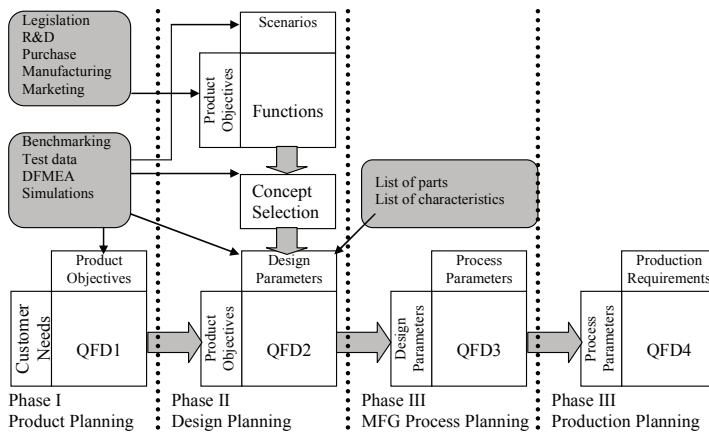 Legislation
R&D
Purchase
Manufacturing
Marketing
Scenarios
Product
Objectives
Functions
Benchmarking
Test data
DFMEA
Simulations
Concept
Selection
List of parts
List of characteristics
Product
Objectives
Customer
Needs
QFD1
Design
Parameters
Product
Objectives
QFD2
Process
Parameters
Design
Parameters
QFD3
Production
Requirements
Process
Parameters
QFD4
Phase I
Product Planning
Phase II
Design Planning
Phase III
MFG Process Planning
Phase III
Production Planning